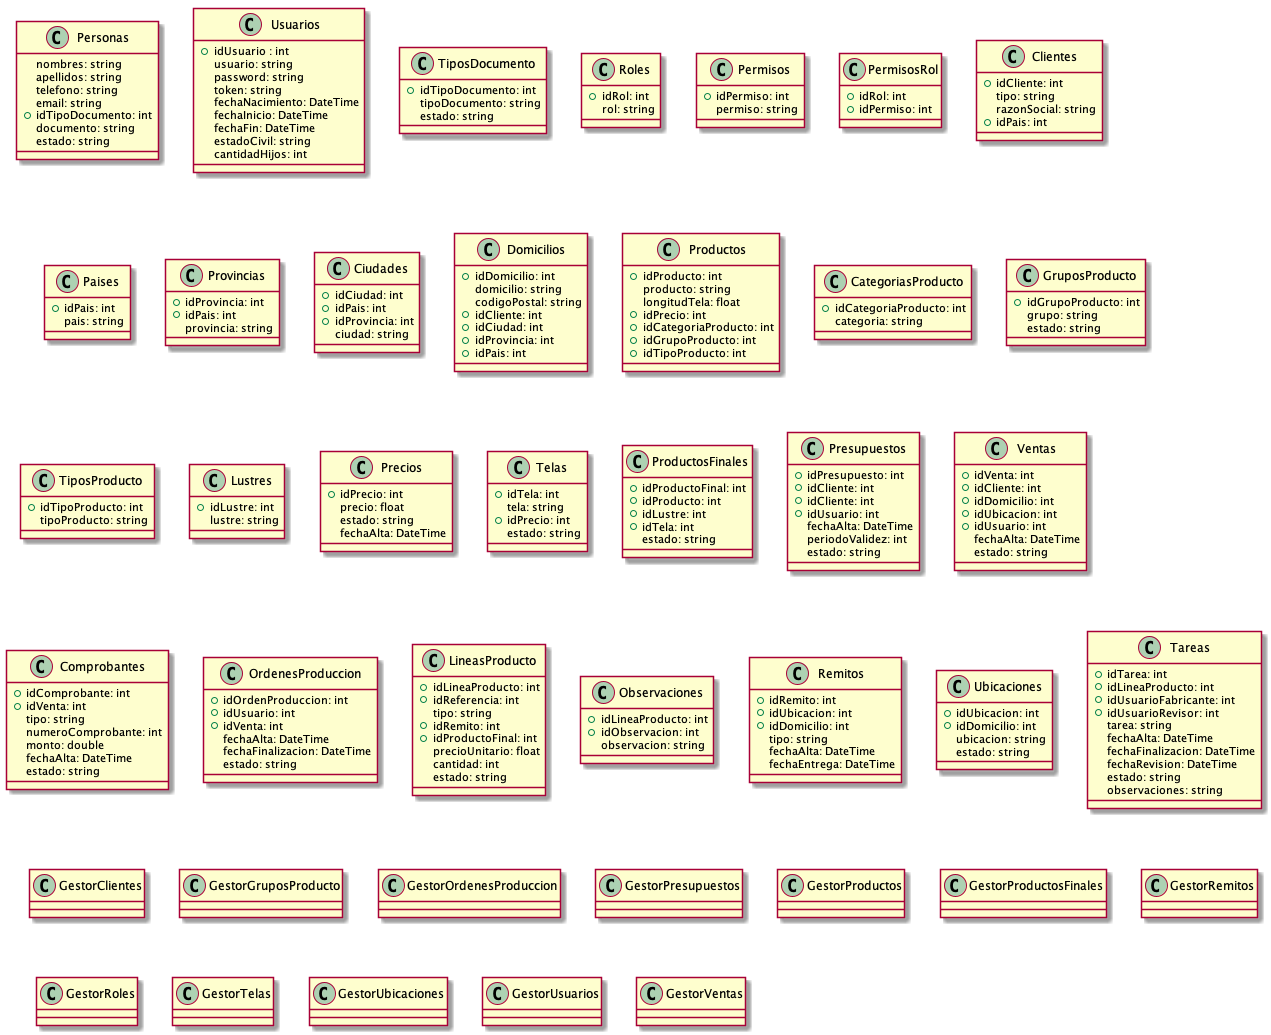 Personas
nombres: string
apellidos: string
telefono: string
email: string
idTipoDocumento: int
documento: string
estado: string
Usuarios
idUsuario : int
usuario: string
password: string
token: string
fechaNacimiento: DateTime
fechaInicio: DateTime
fechaFin: DateTime
estadoCivil: string
cantidadHijos: int
TiposDocumento
idTipoDocumento: int
tipoDocumento: string
estado: string
Roles
idRol: int
rol: string
Permisos
idPermiso: int
permiso: string
PermisosRol
idRol: int
idPermiso: int
Clientes
idCliente: int
tipo: string
razonSocial: string
idPais: int
Paises
idPais: int
pais: string
Provincias
idProvincia: int
idPais: int
provincia: string
Ciudades
idCiudad: int
idPais: int
idProvincia: int
ciudad: string
Domicilios
idDomicilio: int
domicilio: string
codigoPostal: string
idCliente: int
idCiudad: int
idProvincia: int
idPais: int
Productos
idProducto: int
producto: string
longitudTela: float
idPrecio: int
idCategoriaProducto: int
idGrupoProducto: int
idTipoProducto: int
CategoriasProducto
idCategoriaProducto: int
categoria: string
GruposProducto
idGrupoProducto: int
grupo: string
estado: string
TiposProducto
idTipoProducto: int
tipoProducto: string
Lustres
idLustre: int
lustre: string
Precios
idPrecio: int
precio: float
estado: string
fechaAlta: DateTime
Telas
idTela: int
tela: string
idPrecio: int
estado: string
ProductosFinales
idProductoFinal: int
idProducto: int
idLustre: int
idTela: int
estado: string
Presupuestos
idPresupuesto: int
idCliente: int
idCliente: int
idUsuario: int
fechaAlta: DateTime
periodoValidez: int
estado: string
Ventas
idVenta: int
idCliente: int
idDomicilio: int
idUbicacion: int
idUsuario: int
fechaAlta: DateTime
estado: string
Comprobantes
idComprobante: int
idVenta: int
tipo: string
numeroComprobante: int
monto: double
fechaAlta: DateTime
estado: string
OrdenesProduccion
idOrdenProduccion: int
idUsuario: int
idVenta: int
fechaAlta: DateTime
fechaFinalizacion: DateTime
estado: string
LineasProducto
idLineaProducto: int
idReferencia: int
tipo: string
idRemito: int
idProductoFinal: int
precioUnitario: float
cantidad: int
estado: string
Observaciones
idLineaProducto: int
idObservacion: int
observacion: string
Remitos
idRemito: int
idUbicacion: int
idDomicilio: int
tipo: string
fechaAlta: DateTime
fechaEntrega: DateTime
Ubicaciones
idUbicacion: int
idDomicilio: int
ubicacion: string
estado: string
Tareas
idTarea: int
idLineaProducto: int
idUsuarioFabricante: int
idUsuarioRevisor: int
tarea: string
fechaAlta: DateTime
fechaFinalizacion: DateTime
fechaRevision: DateTime
estado: string
observaciones: string
GestorClientes
GestorGruposProducto
GestorOrdenesProduccion
GestorPresupuestos
GestorProductos
GestorProductosFinales
GestorRemitos
GestorRoles
GestorTelas
GestorUbicaciones
GestorUsuarios
GestorVentas